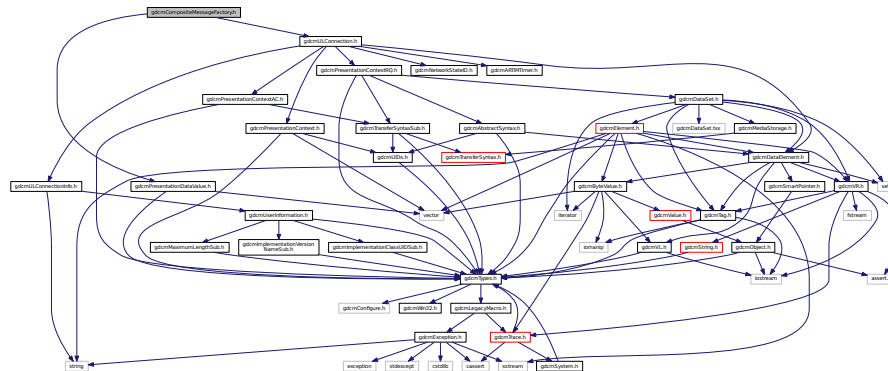 gdcmCompositeMessageFactory.h
gdcmULConnection.h
gdcmPresentationContextRQ.h
gdcmNetworkStateID.h
gdcmARTIMTimer.h
gdcmPresentationContextAC.h
gdcmDataSet.h
gdcmPresentationContext.h
gdcmTransferSyntaxSub.h
gdcmAbstractSyntax.h
gdcmElement.h
gdcmDataSet.txx
gdcmMediaStorage.h
gdcmUIDs.h
gdcmTransferSyntax.h
gdcmDataElement.h
gdcmULConnectionInfo.h
gdcmPresentationDataValue.h
gdcmByteValue.h
gdcmSmartPointer.h
gdcmVR.h
set
gdcmUserInformation.h
vector
iterator
gdcmValue.h
gdcmTag.h
fstream
gdcmMaximumLengthSub.h
gdcmImplementationVersion
NameSub.h
gdcmImplementationClassUIDSub.h
iomanip
gdcmVL.h
gdcmString.h
gdcmObject.h
gdcmTypes.h
iostream
assert.h
gdcmConfigure.h
gdcmWin32.h
gdcmLegacyMacro.h
gdcmException.h
gdcmTrace.h
string
exception
stdexcept
cstdlib
cassert
sstream
gdcmSystem.h